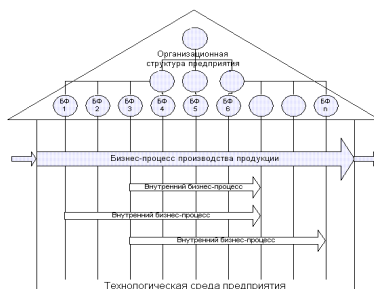 Организационная
структура предприятия
БФ БФ БФ БФ БФ БФ БФ
1 2 3 4 5 6 n
Бизнес-процесс производства продукции
Внутренний бизнес-процесс
Внутренний бизнес-процесс
Внутренний бизнес-процесс
Технологическая среда предприятия